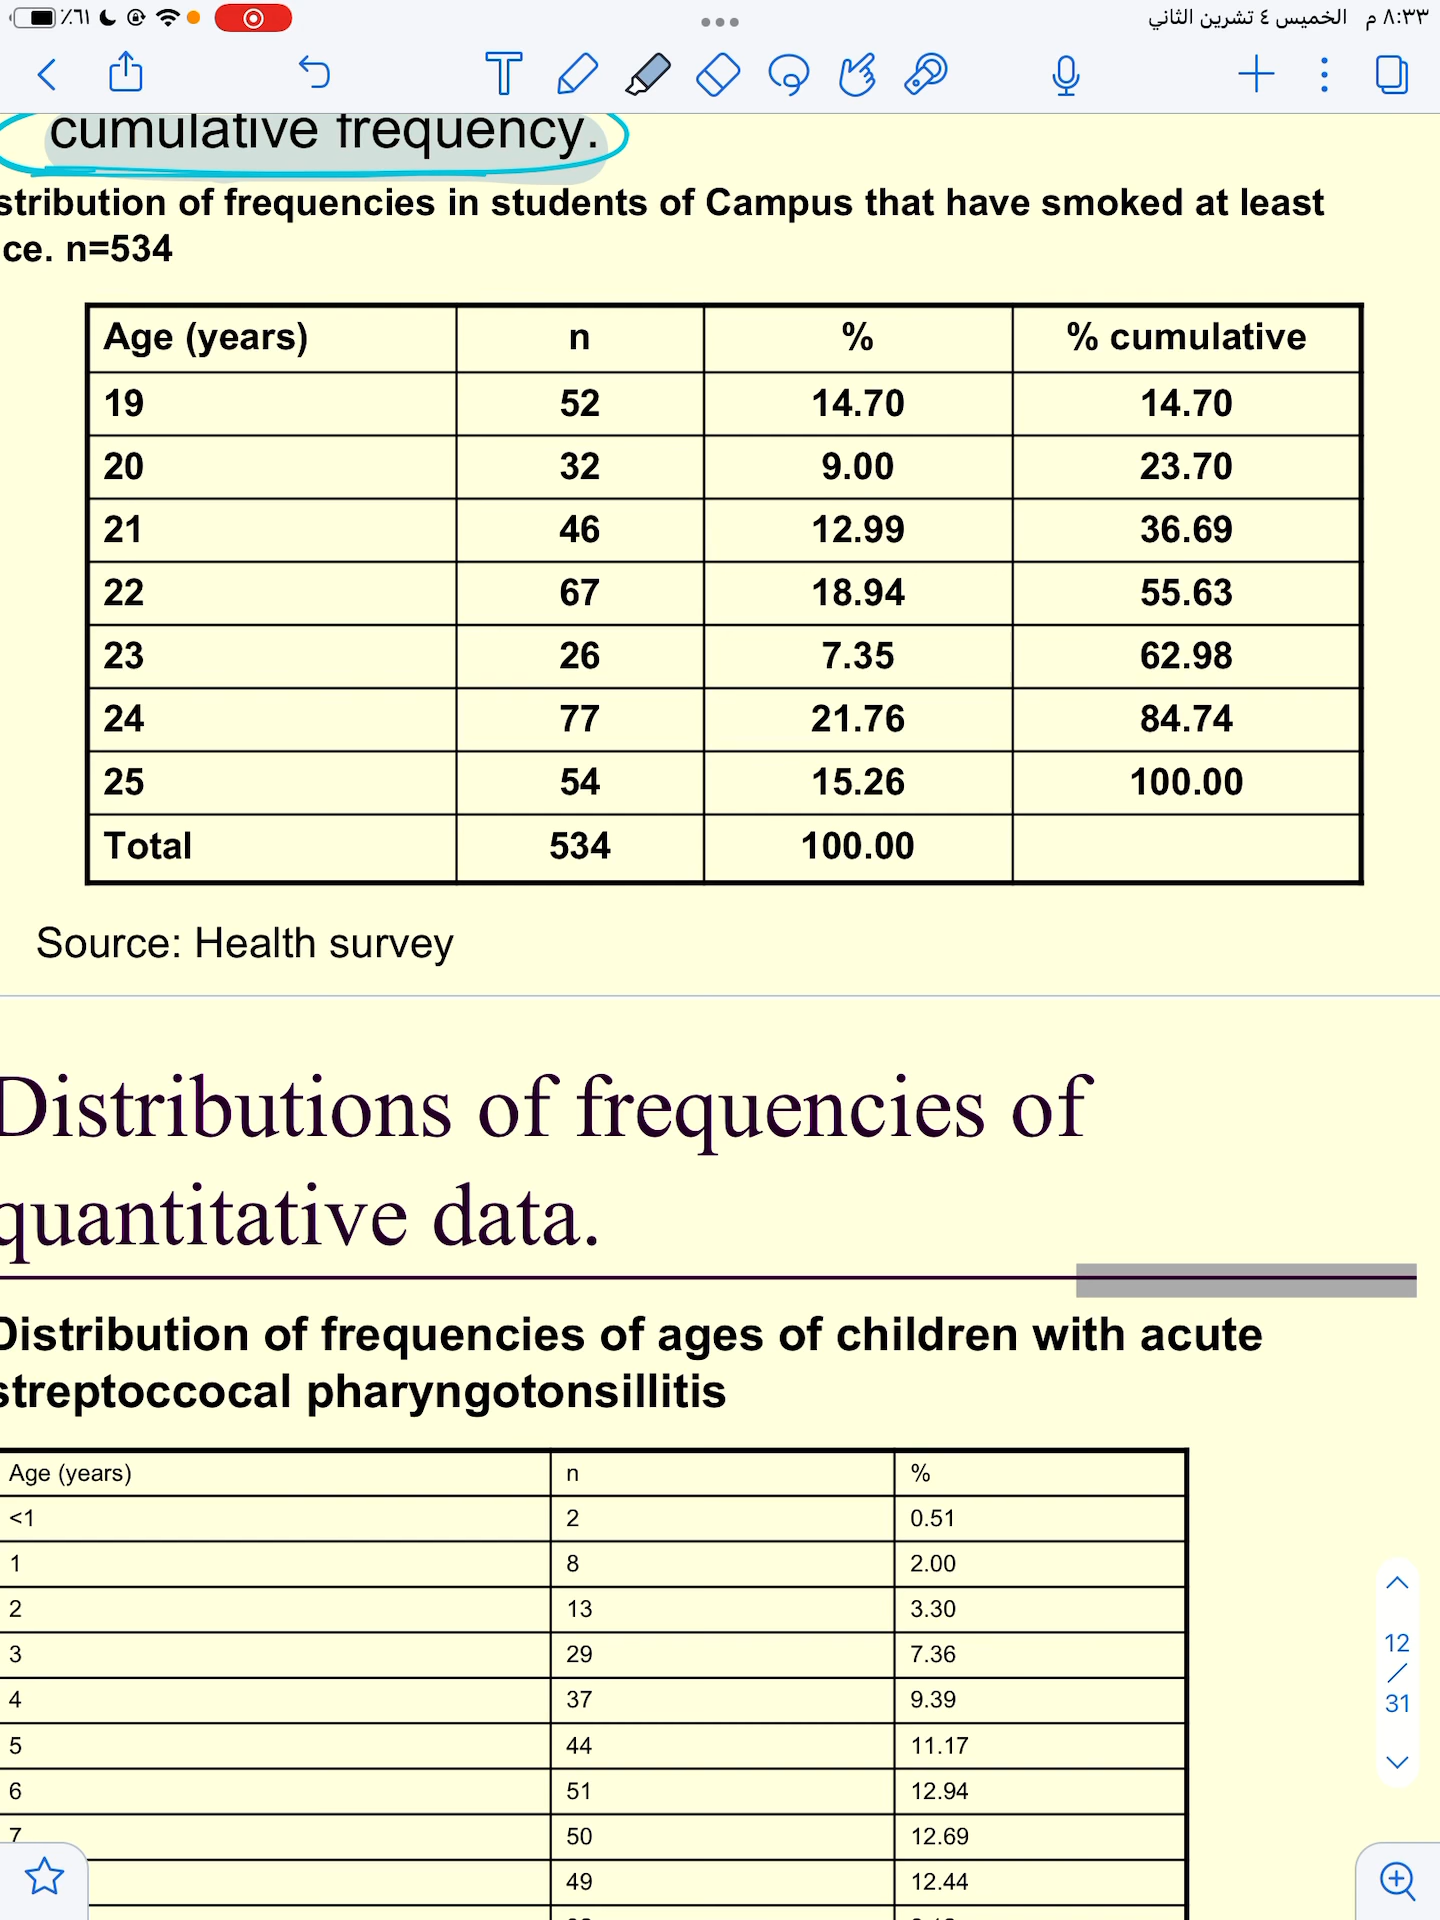 ٪٦١
٨:٣٣ م الخميس ٤ تشرين الثاني
cumulative frequency.
stribution of frequencies in students of Campus that have smoked at least
ce. n=534
Age (years) n % % cumulative
19 52 14.70 14.70
20 32 9.00 23.70
21 46 12.99 36.69
22 67 18.94 55.63
23 26 7.35 62.98
24 77 21.76 84.74
25 54 15.26 100.00
Total 534 100.00
Source: Health survey
Distributions of frequencies of
quantitative data.
Distribution of frequencies of ages of children with acute
streptoccocal pharyngotonsillitis
Age (years) n %
<1 2 0.51
1 8 2.00
2 13 3.30
3 29 7.36
4 37 9.39
5 44 11.17
6 51 12.94
7 50 12.69
49 12.44
12
/
31